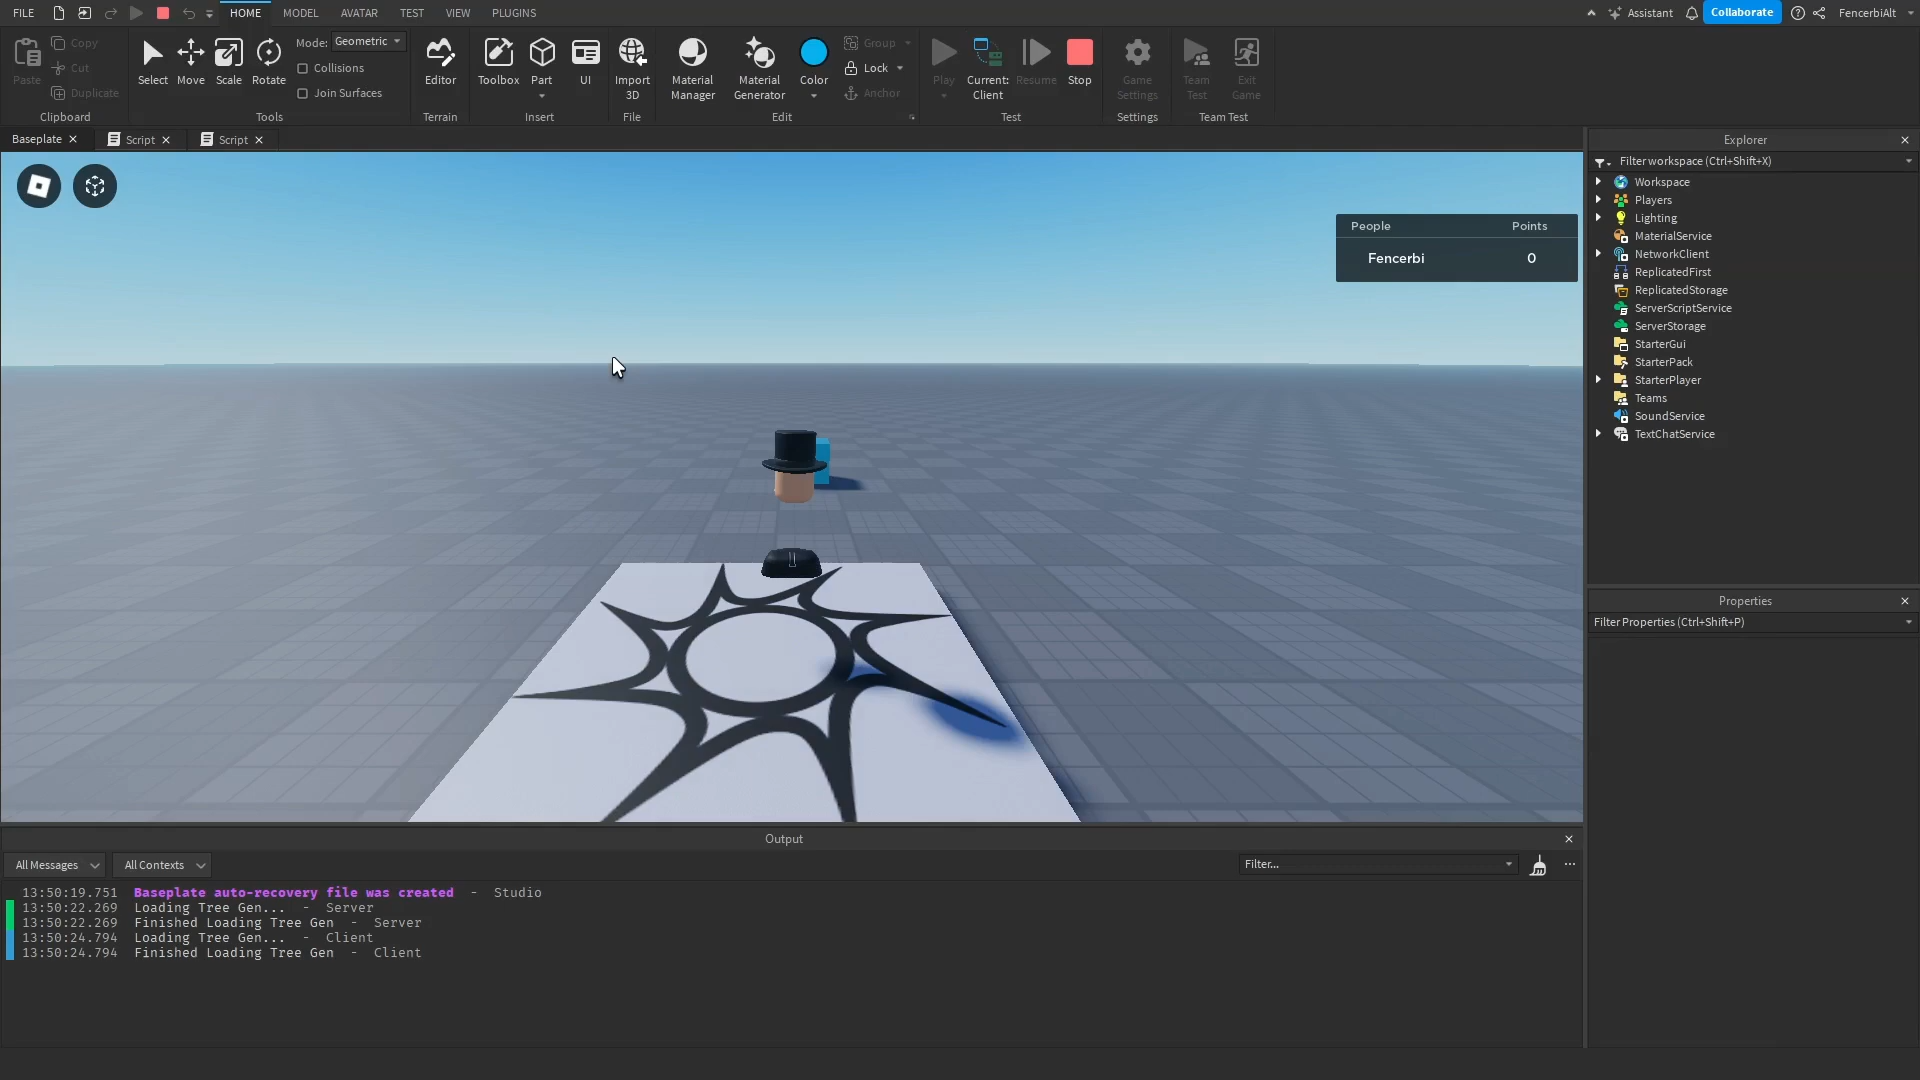 FILE HOME MODEL AVATAR TEST VIEW PLUGINS Assistant Collaborate FencerbiAlt
Paste Copy Cut Duplicate Clipboard
Select Move Scale Rotate Mode: Geometric Collisions Join Surfaces Tools
Editor Terrain
Toolbox Part UI Insert
Import 3D File
Material Manager Material Generator Color Group Lock Anchor Edit
Play Current: Client Resume Stop Test
Game Settings Settings
Team Test Exit Game Team Test
Baseplate Script Script
People Points
Fencerbi 0
Explorer
Filter workspace (Ctrl+Shift+X)
Workspace
Players
Lighting
MaterialService
NetworkClient
ReplicatedFirst
ReplicatedStorage
ServerScriptService
ServerStorage
StarterGui
StarterPack
StarterPlayer
Teams
SoundService
TextChatService
Properties
Filter Properties (Ctrl+Shift+P)
Output
All Messages All Contexts Filter...
13:50:19.751 Baseplate auto-recovery file was created - Studio
13:50:22.269 Loading Tree Gen... - Server
13:50:22.269 Finished Loading Tree Gen - Server
13:50:24.794 Loading Tree Gen... - Client
13:50:24.794 Finished Loading Tree Gen - Client